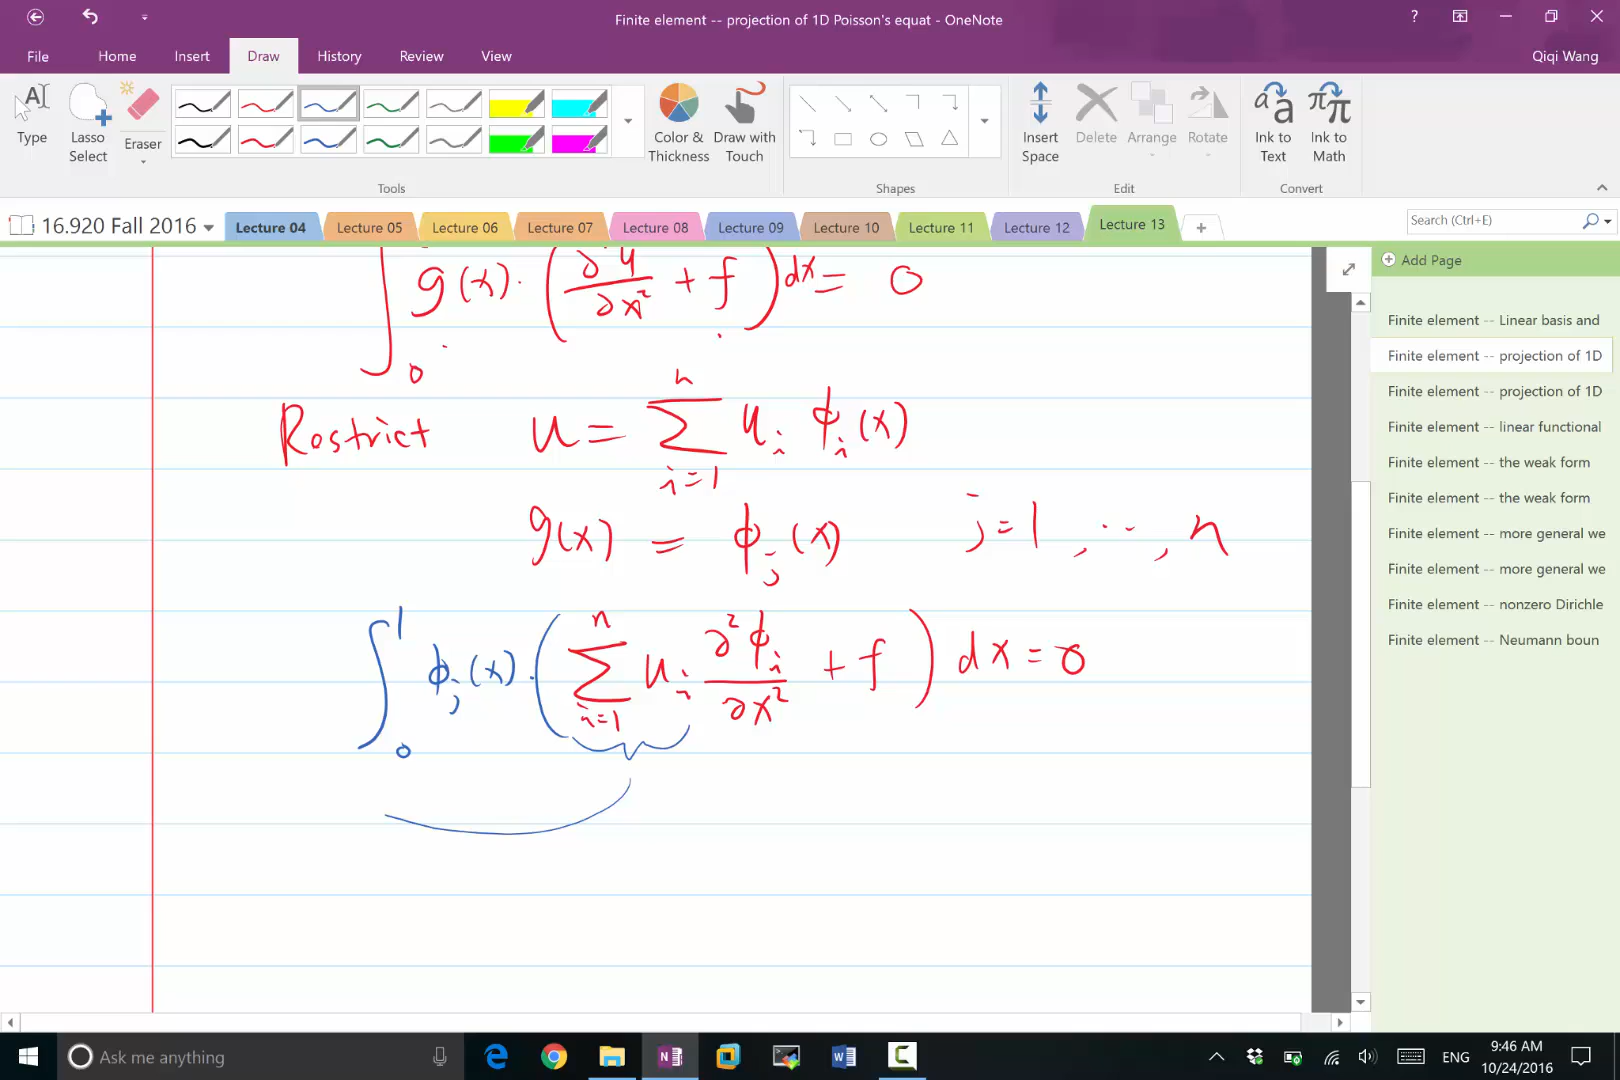 Finite element -- projection of 1D Poisson's equat - OneNote
?
File Home Insert Draw History Review View
Qiqi Wang
Type
Lasso Select
Eraser
Color & Thickness
Draw with Touch
Insert Space
Delete
Arrange
Rotate
Ink to Text
Ink to Math
Tools
Shapes
Edit
Convert
16.920 Fall 2016
Lecture 04 Lecture 05 Lecture 06 Lecture 07 Lecture 08 Lecture 09 Lecture 10 Lecture 11 Lecture 12 Lecture 13
Search (Ctrl+E)
Add Page
Finite element -- Linear basis and
Finite element -- projection of 1D
Finite element -- projection of 1D
Finite element -- linear functional
Finite element -- the weak form
Finite element -- the weak form
Finite element -- more general we
Finite element -- more general we
Finite element -- nonzero Dirichle
Finite element -- Neumann boun
∫₀ g(x)· (∂²u/∂x² + f) dx = 0
Rostrict u = ∑_{i=1}^{n} u_i ϕ_i(x)
g(x) = ϕ_j(x) j=1, ··, n
∫₀¹ ϕ_j(x)· (∑_{i=1}^{n} u_i ∂²ϕ_i/∂x² + f) dx = 0
Ask me anything
ENG
9:46 AM
10/24/2016